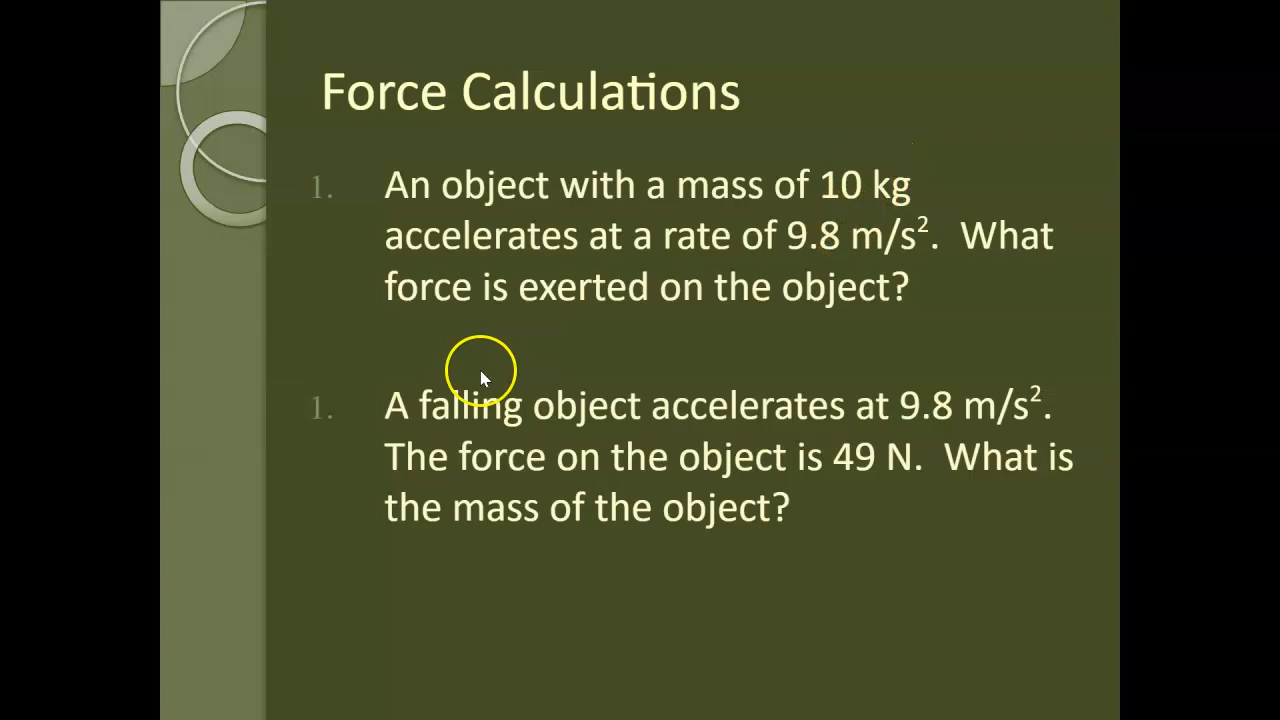 Force Calculations
1. An object with a mass of 10 kg
accelerates at a rate of 9.8 m/s². What
force is exerted on the object?
1. A falling object accelerates at 9.8 m/s².
The force on the object is 49 N. What is
the mass of the object?